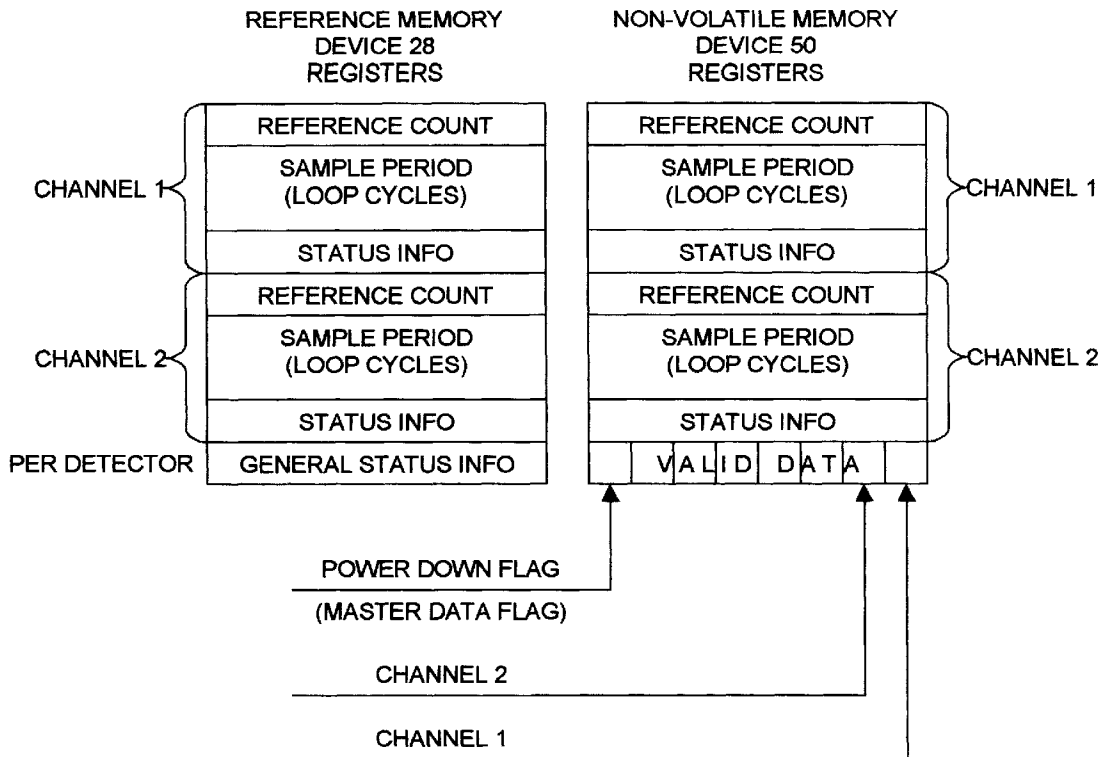 REFERENCE MEMORY
DEVICE 28
REGISTERS
NON-VOLATILE MEMORY
DEVICE 50
REGISTERS
CHANNEL 1
REFERENCE COUNT
SAMPLE PERIOD
(LOOP CYCLES)
STATUS INFO
REFERENCE COUNT
SAMPLE PERIOD
(LOOP CYCLES)
STATUS INFO
CHANNEL 1
CHANNEL 2
REFERENCE COUNT
SAMPLE PERIOD
(LOOP CYCLES)
STATUS INFO
REFERENCE COUNT
SAMPLE PERIOD
(LOOP CYCLES)
STATUS INFO
CHANNEL 2
PER DETECTOR
GENERAL STATUS INFO
VALID DATA
POWER DOWN FLAG
(MASTER DATA FLAG)
CHANNEL 2
CHANNEL 1